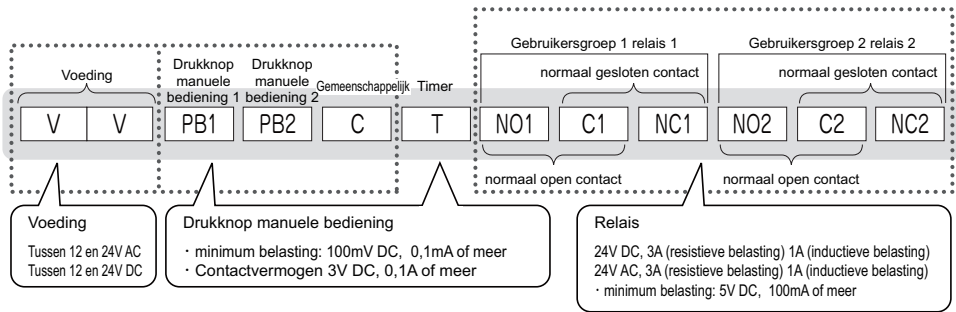 Gebruikersgroep 1 relais 1
Gebruikersgroep 2 relais 2
Voeding
Drukknop
manuele
bediening 1
Drukknop
manuele
bediening 2
Gemeenschappelijk
Timer
normaal gesloten contact
normaal gesloten contact
V V PB1 PB2 C T NO1 C1 NC1 NO2 C2 NC2
normaal open contact
normaal open contact
Voeding
Tussen 12 en 24V AC
Tussen 12 en 24V DC
Drukknop manuele bediening
· minimum belasting: 100mV DC, 0,1mA of meer
· Contactvermogen 3V DC, 0,1A of meer
Relais
24V DC, 3A (resistieve belasting) 1A (inductieve belasting)
24V AC, 3A (resistieve belasting) 1A (inductieve belasting)
· minimum belasting: 5V DC, 100mA of meer